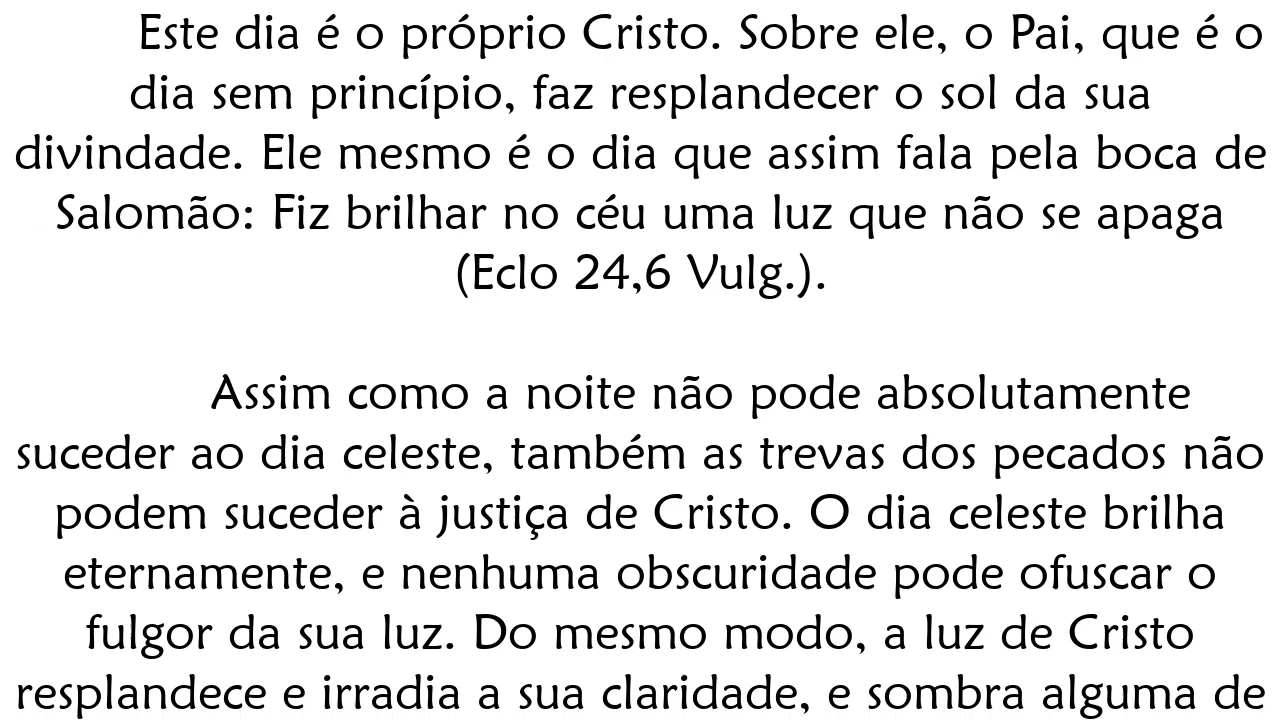 Este dia é o próprio Cristo. Sobre ele, o Pai, que é o
dia sem princípio, faz resplandecer o sol da sua
divindade. Ele mesmo é o dia que assim fala pela boca de
Salomão: Fiz brilhar no céu uma luz que não se apaga
(Eclo 24,6 Vulg.).
Assim como a noite não pode absolutamente
suceder ao dia celeste, também as trevas dos pecados não
podem suceder à justiça de Cristo. O dia celeste brilha
eternamente, e nenhuma obscuridade pode ofuscar o
fulgor da sua luz. Do mesmo modo, a luz de Cristo
resplandece e irradia a sua claridade, e sombra alguma de